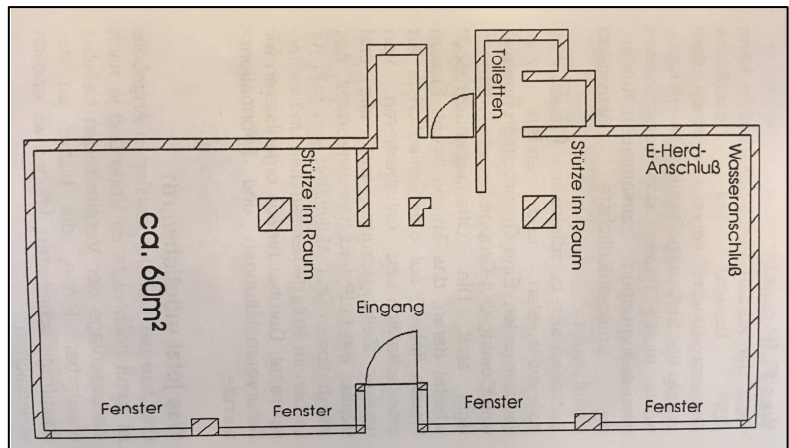 Toiletten
Stütze im Raum
Stütze im Raum
E-Herd-
Anschluß
Wasseranschluß
ca. 60m²
Eingang
Fenster
Fenster
Fenster
Fenster